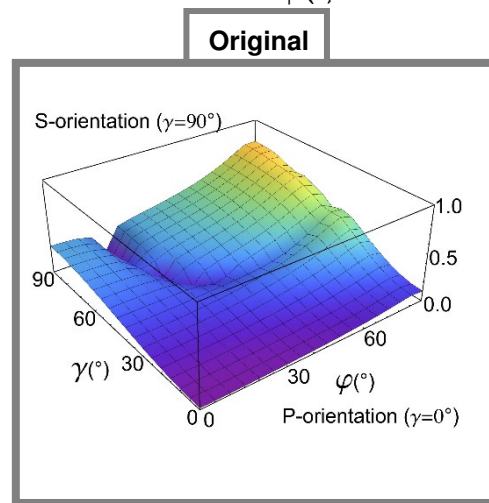 Original
S-orientation (γ=90°)
1.0
0.5
0.0
90
60
30
0
γ(°)
0
30
60
φ(°)
P-orientation (γ=0°)